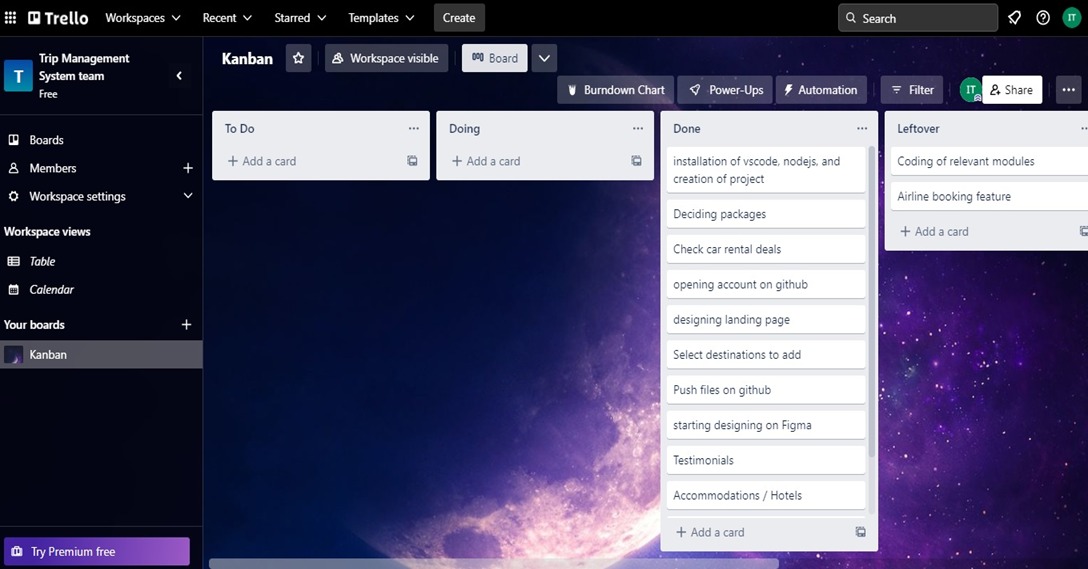 Trello
Workspaces
Recent
Starred
Templates
Create
Search
IT
T
Trip Management
System team
Free
Boards
Members
Workspace settings
Workspace views
Table
Calendar
Your boards
Kanban
Try Premium free
Kanban
Workspace visible
Board
Burndown Chart
Power-Ups
Automation
Filter
IT
Share
To Do
Add a card
Doing
Add a card
Done
installation of vscode, nodejs, and
creation of project
Deciding packages
Check car rental deals
opening account on github
designing landing page
Select destinations to add
Push files on github
starting designing on Figma
Testimonials
Accommodations / Hotels
Add a card
Leftover
Coding of relevant modules
Airline booking feature
Add a card